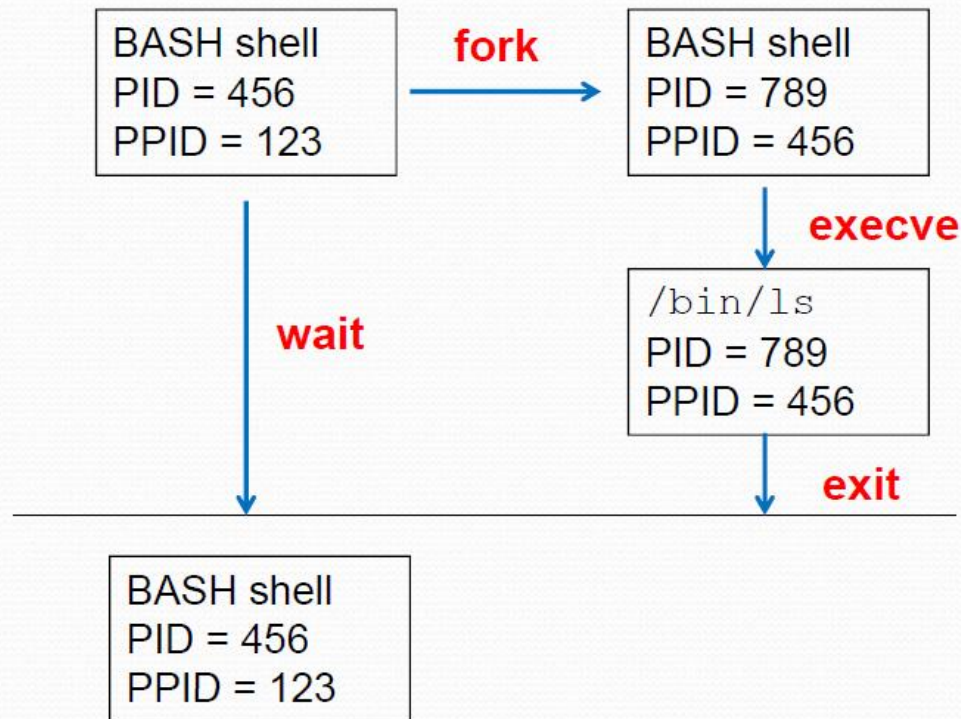 BASH shell
PID = 456
PPID = 123
fork
BASH shell
PID = 789
PPID = 456
execve
/bin/ls
PID = 789
PPID = 456
wait
exit
BASH shell
PID = 456
PPID = 123